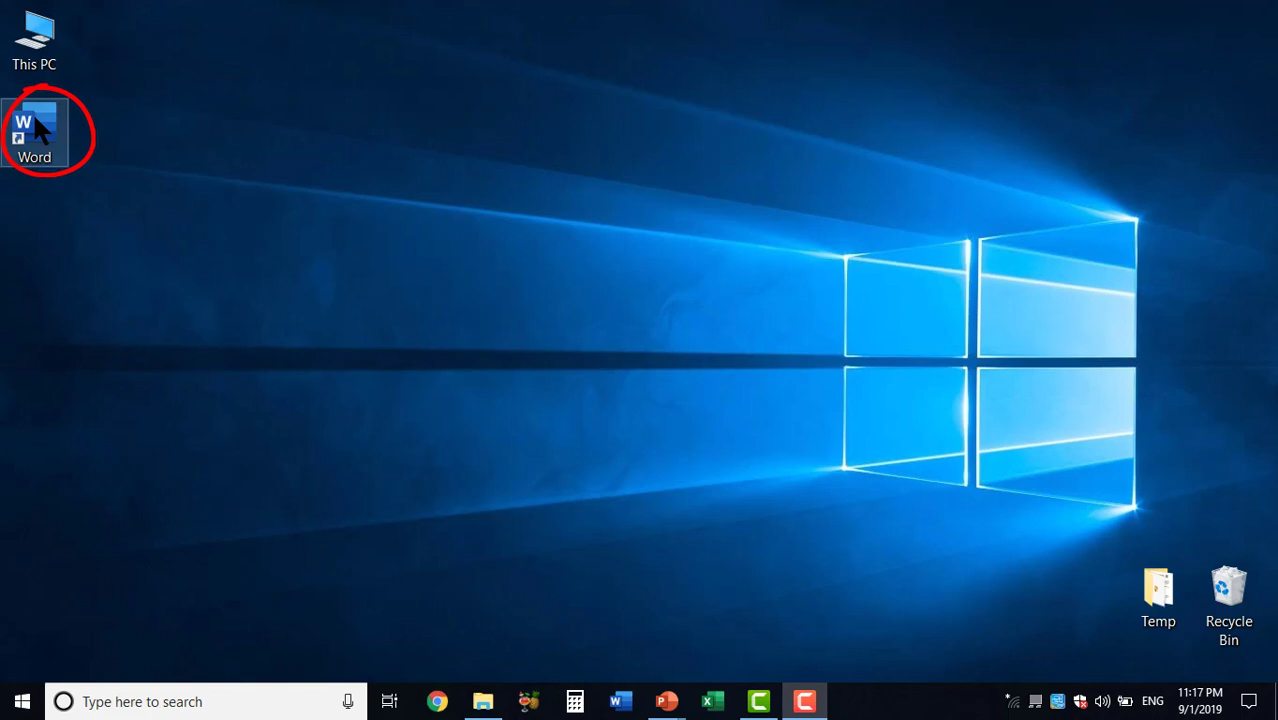 This PC
W
Word
Temp
Recycle
Bin
Type here to search
W
P
X
C
C
ENG
11:17 PM
9/1/2019